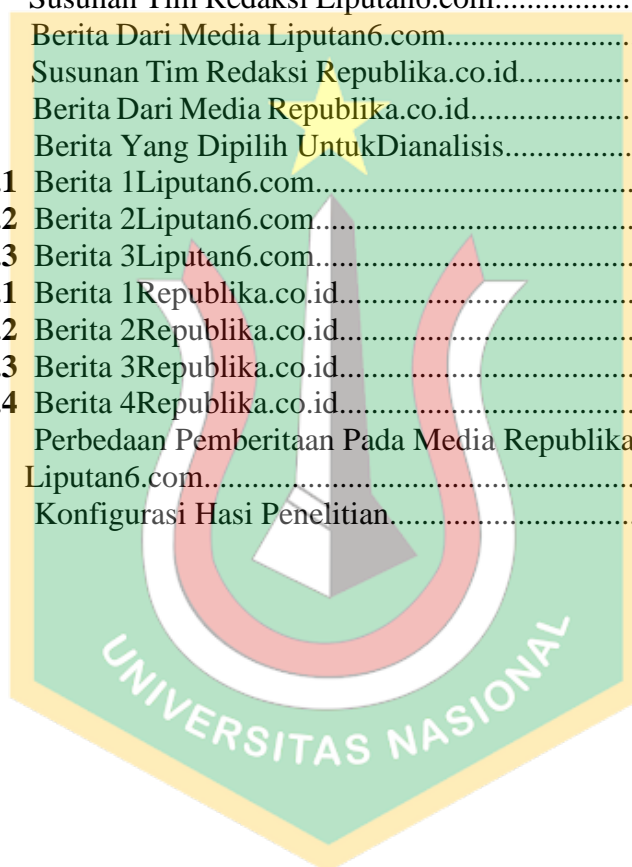 Susunan Tim Redaksi Liputan6.com..................
Berita Dari Media Liputan6.com.........................
Susunan Tim Redaksi Republika.co.id...............
Berita Dari Media Republika.co.id......................
Berita Yang Dipilih UntukDianalisis.................
.1 Berita 1Liputan6.com..........................................
.2 Berita 2Liputan6.com..........................................
.3 Berita 3Liputan6.com..........................................
.1 Berita 1Republika.co.id.......................................
.2 Berita 2Republika.co.id.......................................
.3 Berita 3Republika.co.id.......................................
.4 Berita 4Republika.co.id.......................................
Perbedaan Pemberitaan Pada Media Republika
Liputan6.com........................................................
Konfigurasi Hasi Penelitian................................
UNIVERSITAS NASIONAL